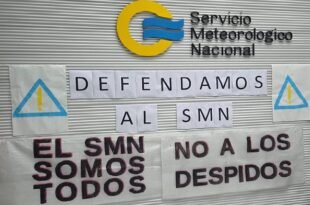 Servicio
Meteorológico
Nacional
DEFENDAMOS
AL SMN
EL SMN
SOMOS
TODOS
NO A LOS
DESPIDOS